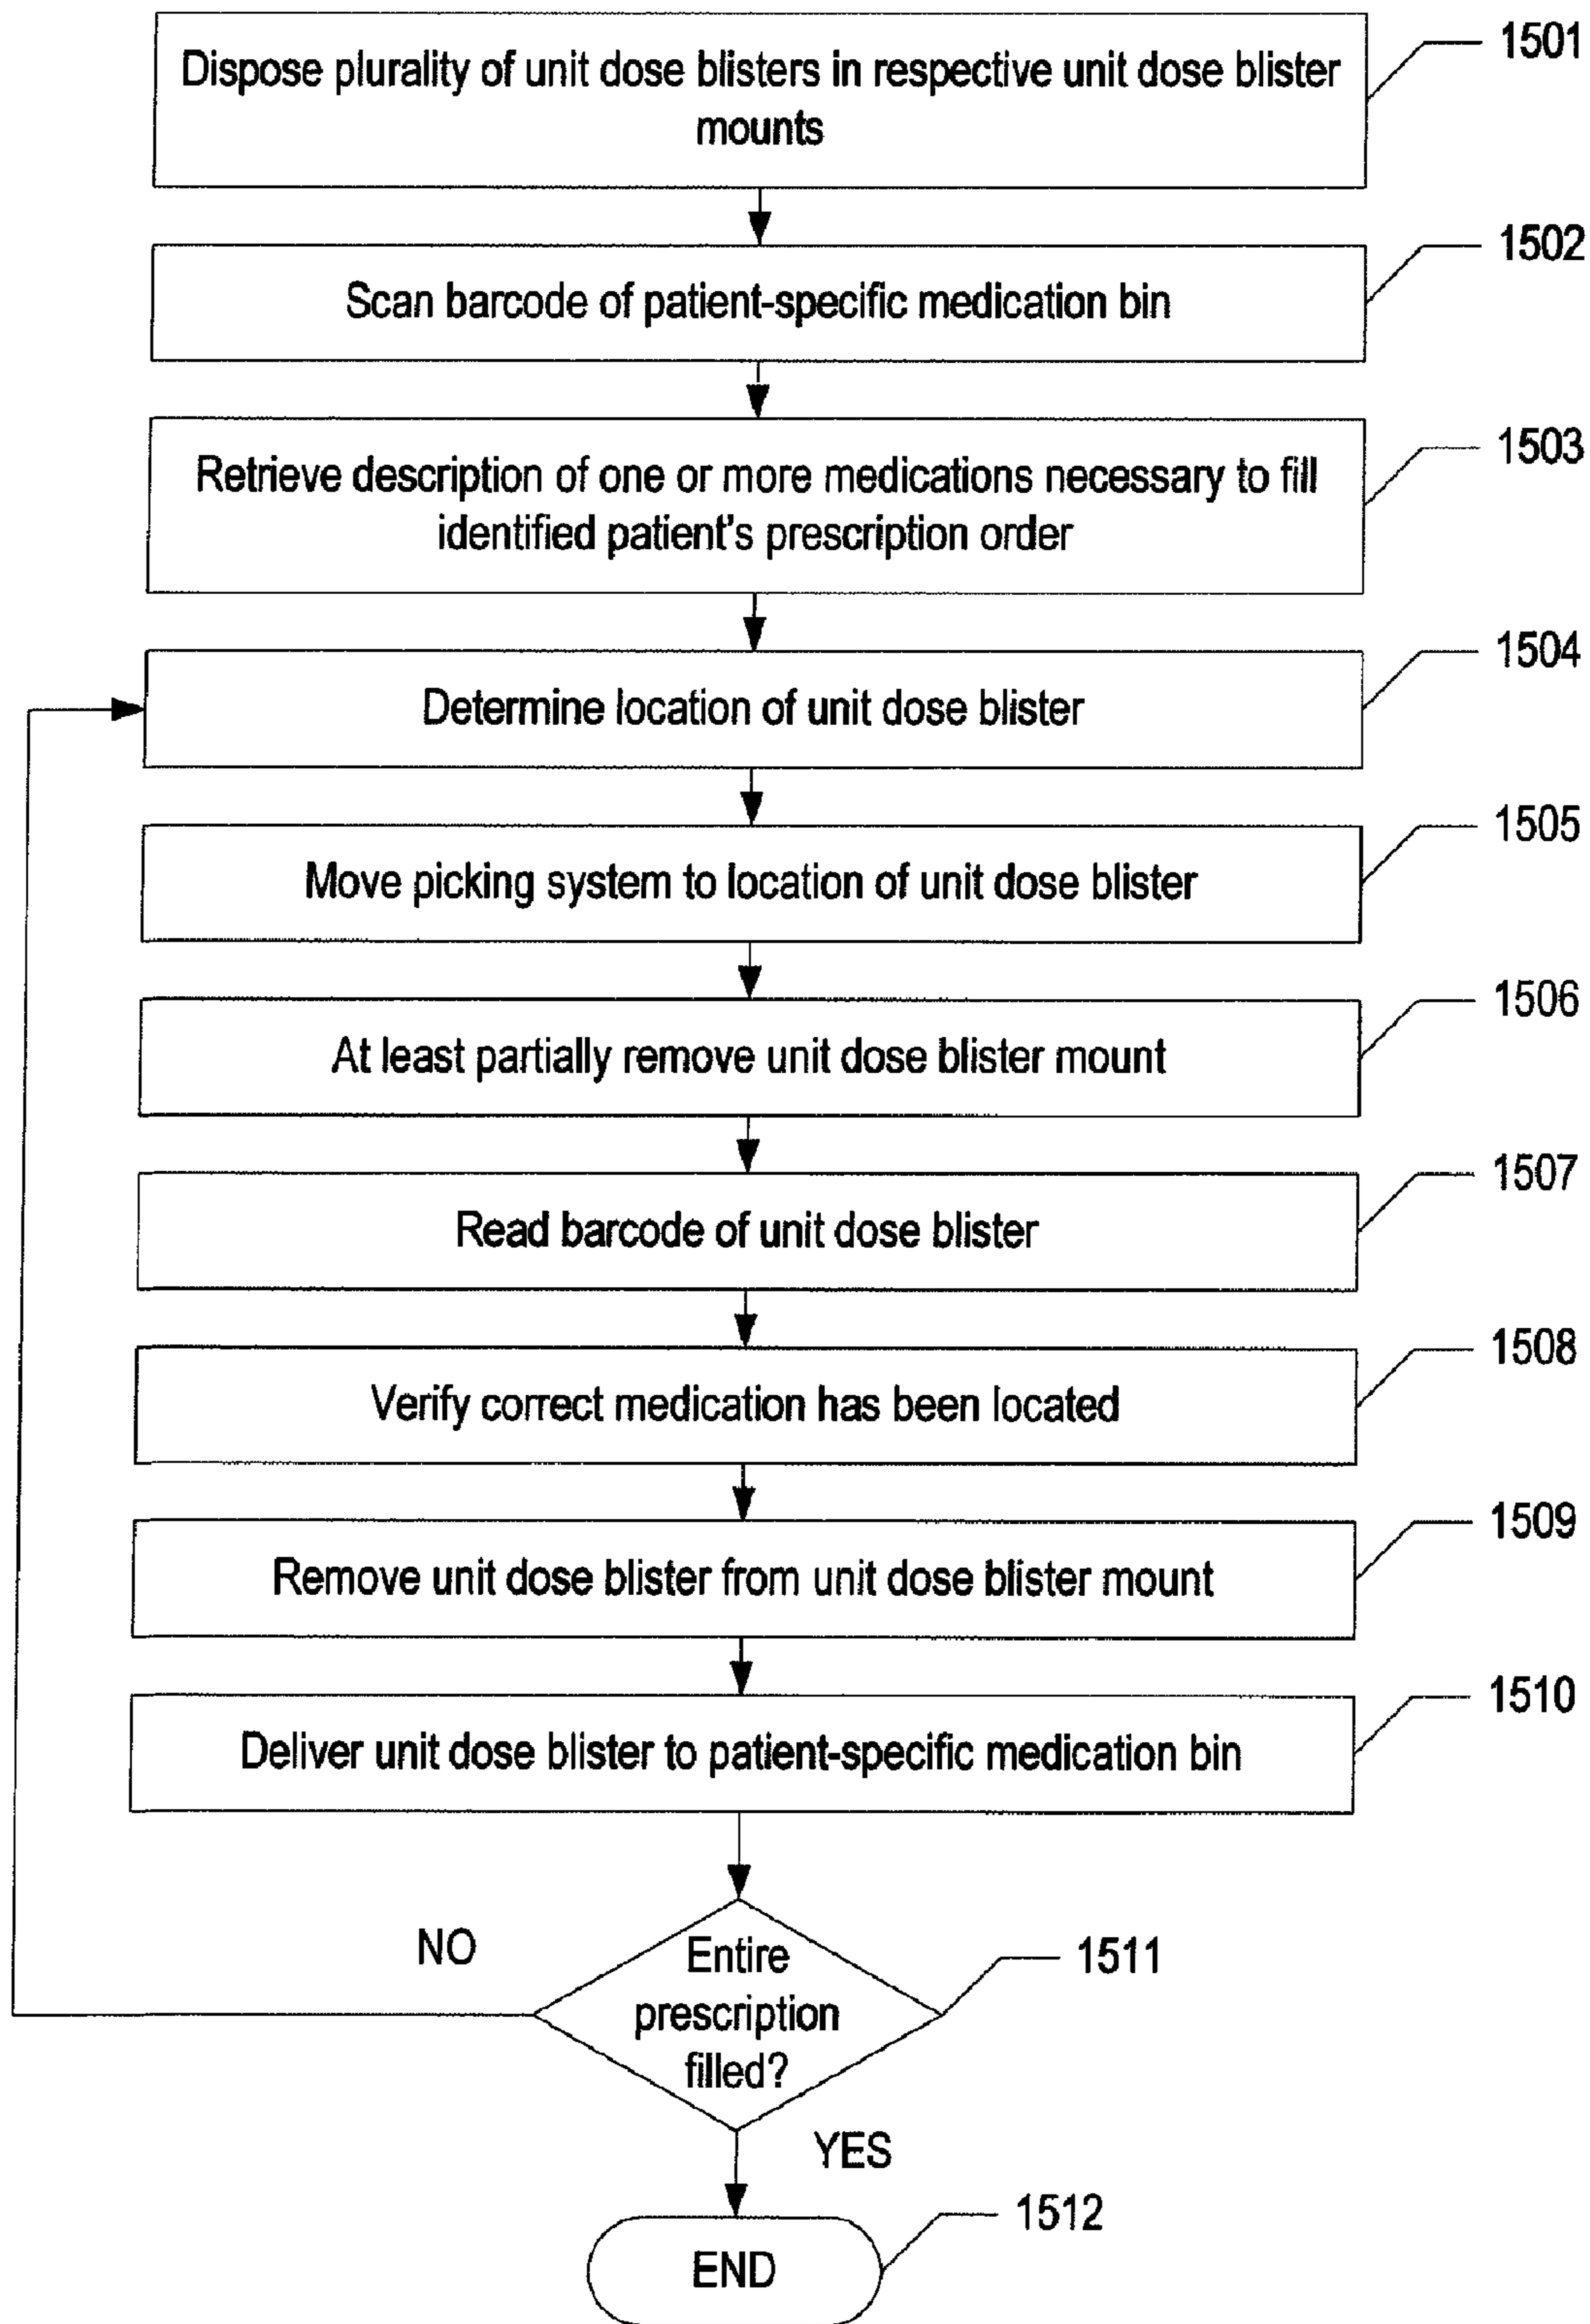 Dispose plurality of unit dose blisters in respective unit dose blister
mounts
1501
Scan barcode of patient-specific medication bin
1502
Retrieve description of one or more medications necessary to fill
identified patient's prescription order
1503
Determine location of unit dose blister
1504
Move picking system to location of unit dose blister
1505
At least partially remove unit dose blister mount
1506
Read barcode of unit dose blister
1507
Verify correct medication has been located
1508
Remove unit dose blister from unit dose blister mount
1509
Deliver unit dose blister to patient-specific medication bin
1510
NO
Entire
prescription
filled?
1511
YES
END
1512